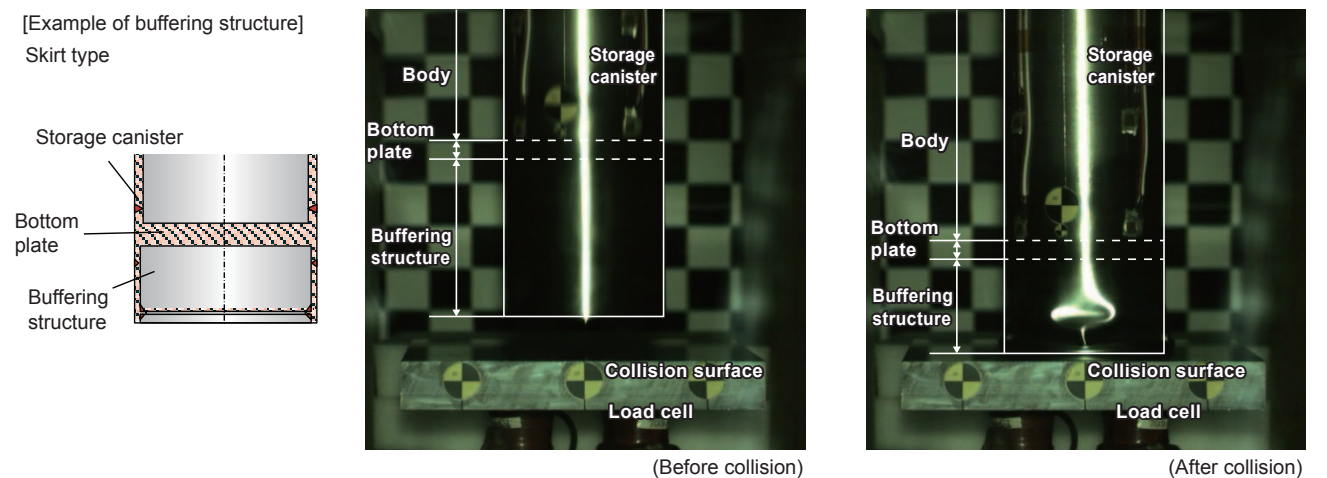 [Example of buffering structure]
Skirt type
Storage canister
Bottom
plate
Buffering
structure
Body
Storage
canister
Bottom
plate
Buffering
structure
Collision surface
Load cell
(Before collision)
Storage
canister
Body
Bottom
plate
Buffering
structure
Collision surface
Load cell
(After collision)